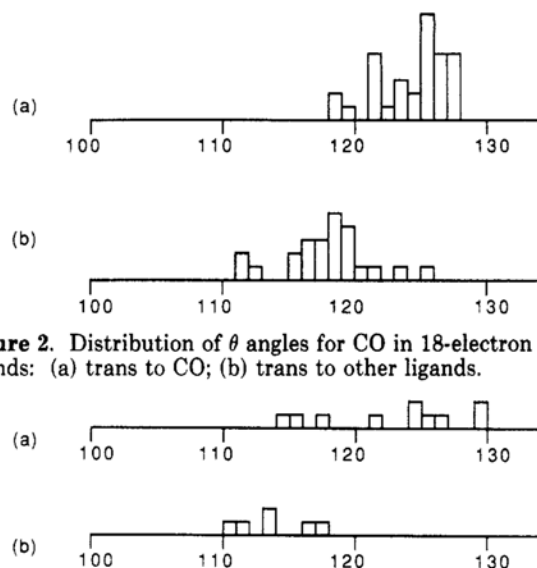 (a)
100 110 120 130
(b)
100 110 120 130
ure 2. Distribution of θ angles for CO in 18-electron
nds: (a) trans to CO; (b) trans to other ligands.
(a)
100 110 120 130
(b)
100 110 120 130